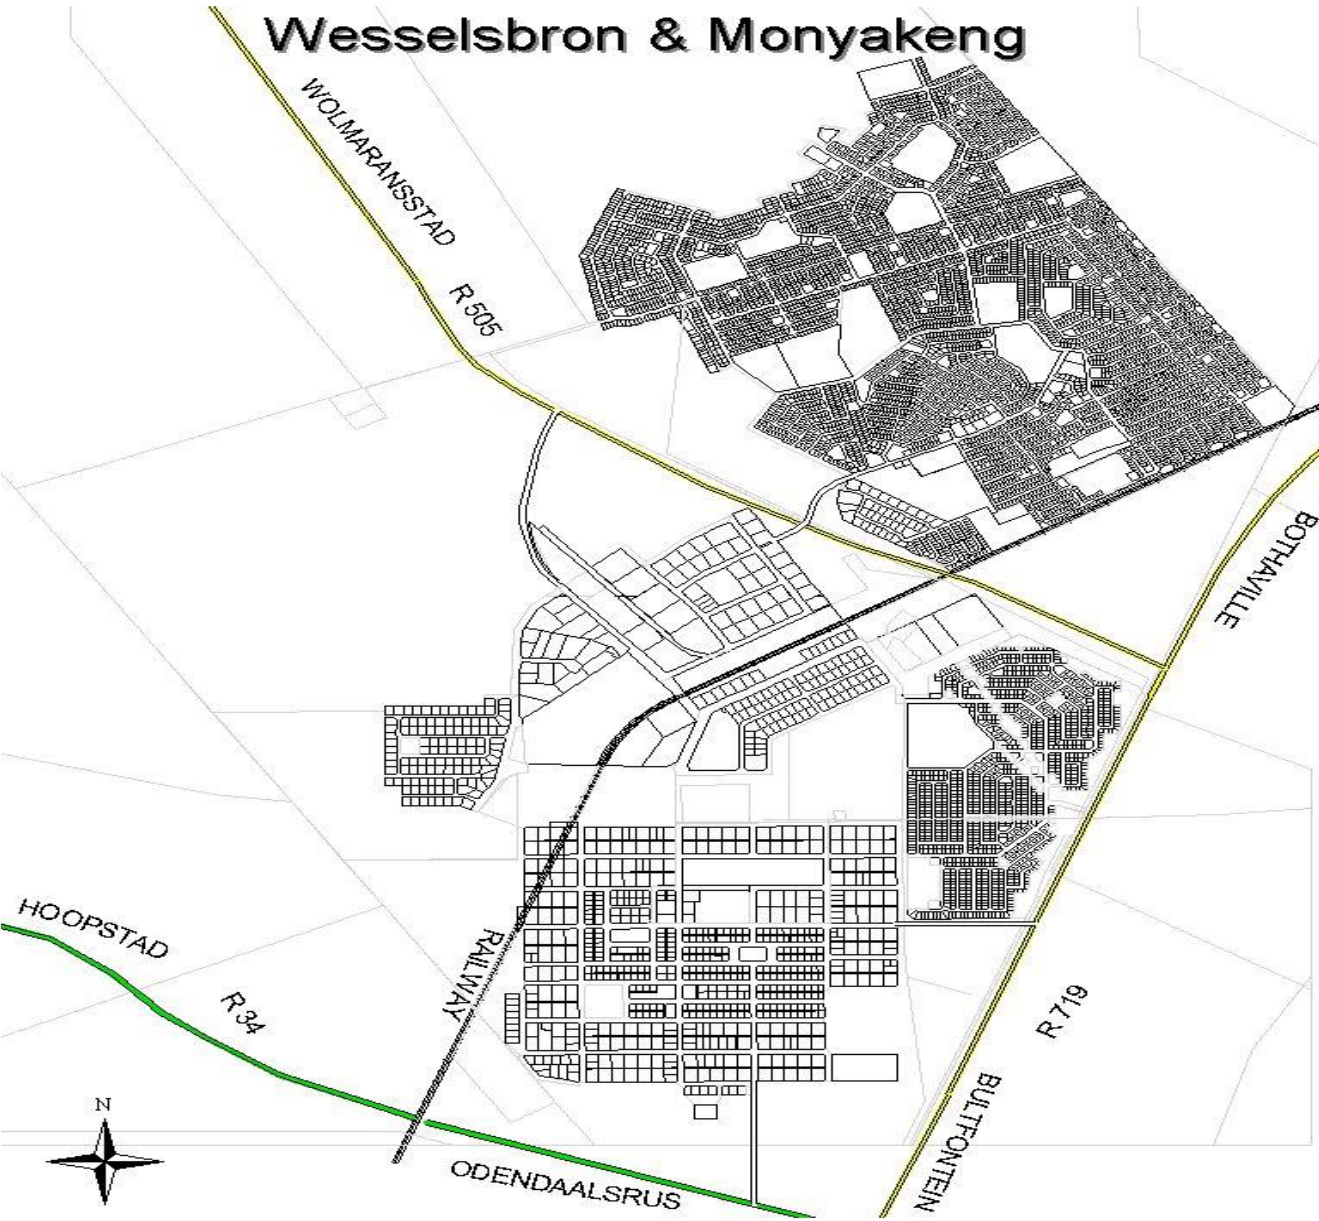 Wesselsbron & Monyakeng
WOLMARANSSTAD
R 505
BOTHAVILLE
HOOPSTAD
R 34
RAILWAY
R 719
BULTFONTEIN
N
ODENDAALSRUS